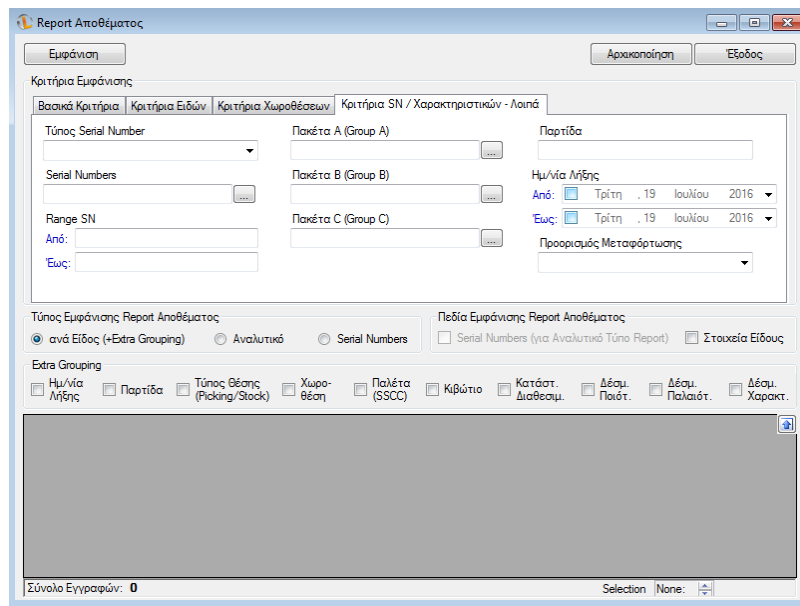 Report Αποθέματος
Εμφάνιση
Αρχικοποίηση
Έξοδος
Κριτήρια Εμφάνισης
Βασικά Κριτήρια
Κριτήρια Ειδών
Κριτήρια Χωροθέσεων
Κριτήρια SN / Χαρακτηριστικών - Λοιπά
Τύπος Serial Number
Πακέτα A (Group A)
...
Παρτίδα
Serial Numbers
...
Πακέτα B (Group B)
...
Ημ/νία Λήξης
Από: Τρίτη , 19 Ιουλίου 2016
Έως: Τρίτη , 19 Ιουλίου 2016
Range SN
Από:
Έως:
Πακέτα C (Group C)
...
Προορισμός Μεταφόρτωσης
Τύπος Εμφάνισης Report Αποθέματος
ανά Είδος (+Extra Grouping)
Αναλυτικό
Serial Numbers
Πεδία Εμφάνισης Report Αποθέματος
Serial Numbers (για Αναλυτικό Τύπο Report)
Στοιχεία Είδους
Extra Grouping
Ημ/νία
Λήξης
Παρτίδα
Τύπος Θέσης
(Picking/Stock)
Χωρο-
θέση
Παλέτα
(SSCC)
Κιβώτιο
Κατάστ.
Διαθεσιμ.
Δέσμ.
Ποιότ.
Δέσμ.
Παλαιότ.
Δέσμ.
Χαρακτ.
Σύνολο Εγγραφών: 0
Selection None: